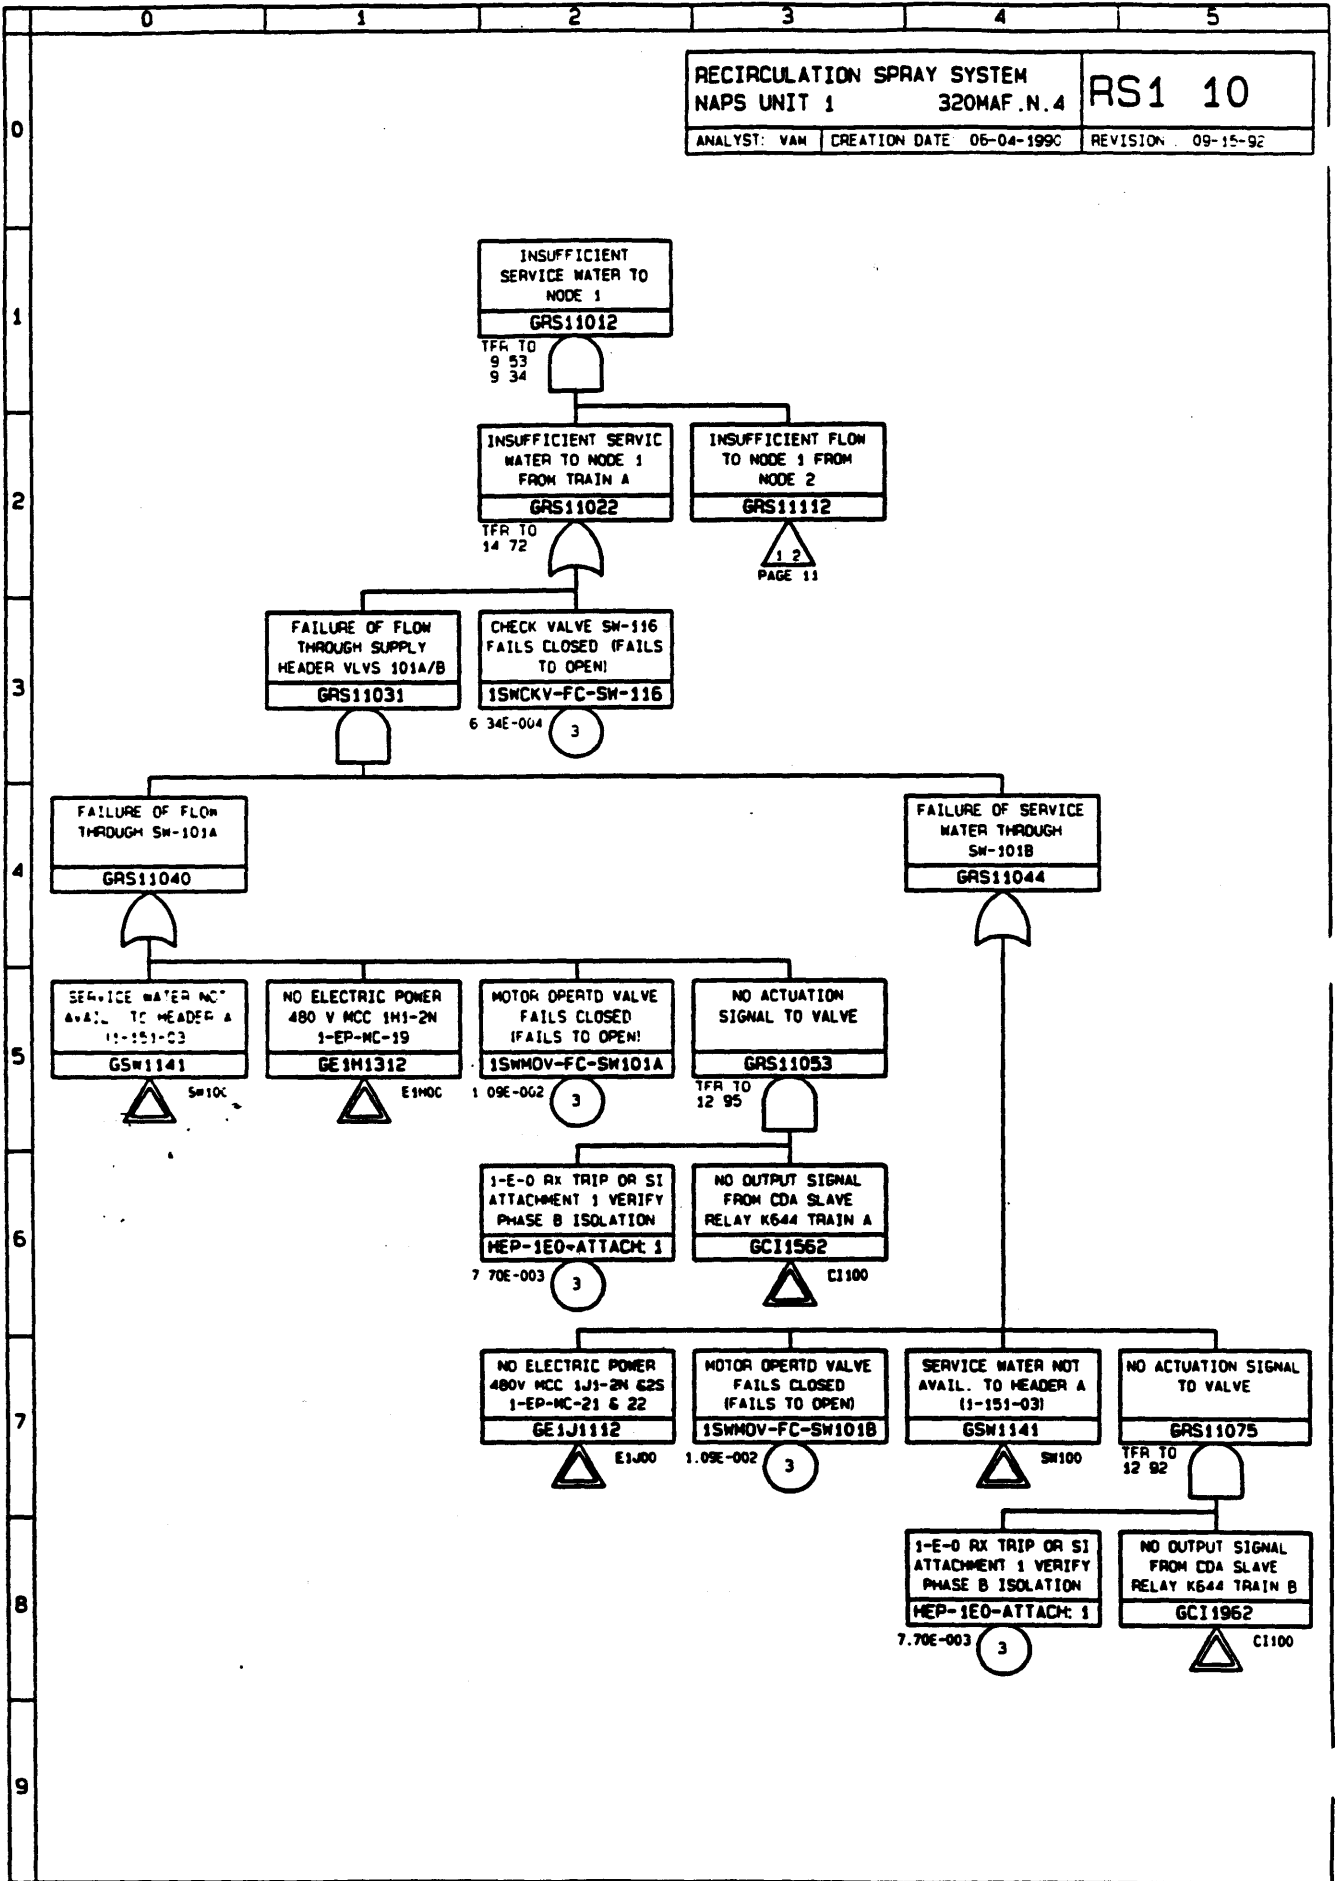 0 1 2 3 4 5
RECIRCULATION SPRAY SYSTEM
NAPS UNIT 1 320MAF.N.4
RS1 10
ANALYST: VAM CREATION DATE 06-04-1990 REVISION 09-15-92
0
1
2
3
4
5
6
7
8
9
INSUFFICIENT
SERVICE WATER TO
NODE 1
GRS11012
TFR TO
9 53
9 34
INSUFFICIENT SERVIC
WATER TO NODE 1
FROM TRAIN A
GRS11022
TFR TO
14 72
INSUFFICIENT FLOW
TO NODE 1 FROM
NODE 2
GRS11112
1 2
PAGE 11
FAILURE OF FLOW
THROUGH SUPPLY
HEADER VLVS 101A/B
GRS11031
CHECK VALVE SW-116
FAILS CLOSED (FAILS
TO OPEN)
1SWCKV-FC-SW-116
6 34E-004
3
FAILURE OF FLOW
THROUGH SW-101A
GRS11040
FAILURE OF SERVICE
WATER THROUGH
SW-101B
GRS11044
SERVICE WATER NOT
AVAIL. TO HEADER A
(1-151-03
GSW1141
SW100
NO ELECTRIC POWER
480 V MCC 1H1-2N
1-EP-MC-19
GE1H1312
E1H00
MOTOR OPERTD VALVE
FAILS CLOSED
(FAILS TO OPEN)
1SWMOV-FC-SW101A
1 09E-002
3
NO ACTUATION
SIGNAL TO VALVE
GRS11053
TFR TO
12 95
1-E-0 RX TRIP OR SI
ATTACHMENT 1 VERIFY
PHASE B ISOLATION
HEP-1E0-ATTACH: 1
7 70E-003
3
NO OUTPUT SIGNAL
FROM CDA SLAVE
RELAY K644 TRAIN A
GCI1562
CI100
NO ELECTRIC POWER
480V MCC 1J1-2N &2S
1-EP-MC-21 & 22
GE1J1112
E1J00
MOTOR OPERTD VALVE
FAILS CLOSED
(FAILS TO OPEN)
1SWMOV-FC-SW101B
1.09E-002
3
SERVICE WATER NOT
AVAIL. TO HEADER A
(1-151-03)
GSW1141
SW100
NO ACTUATION SIGNAL
TO VALVE
GRS11075
TFR TO
12 92
1-E-0 RX TRIP OR SI
ATTACHMENT 1 VERIFY
PHASE B ISOLATION
HEP-1E0-ATTACH: 1
7.70E-003
3
NO OUTPUT SIGNAL
FROM CDA SLAVE
RELAY K644 TRAIN B
GCI1962
CI100